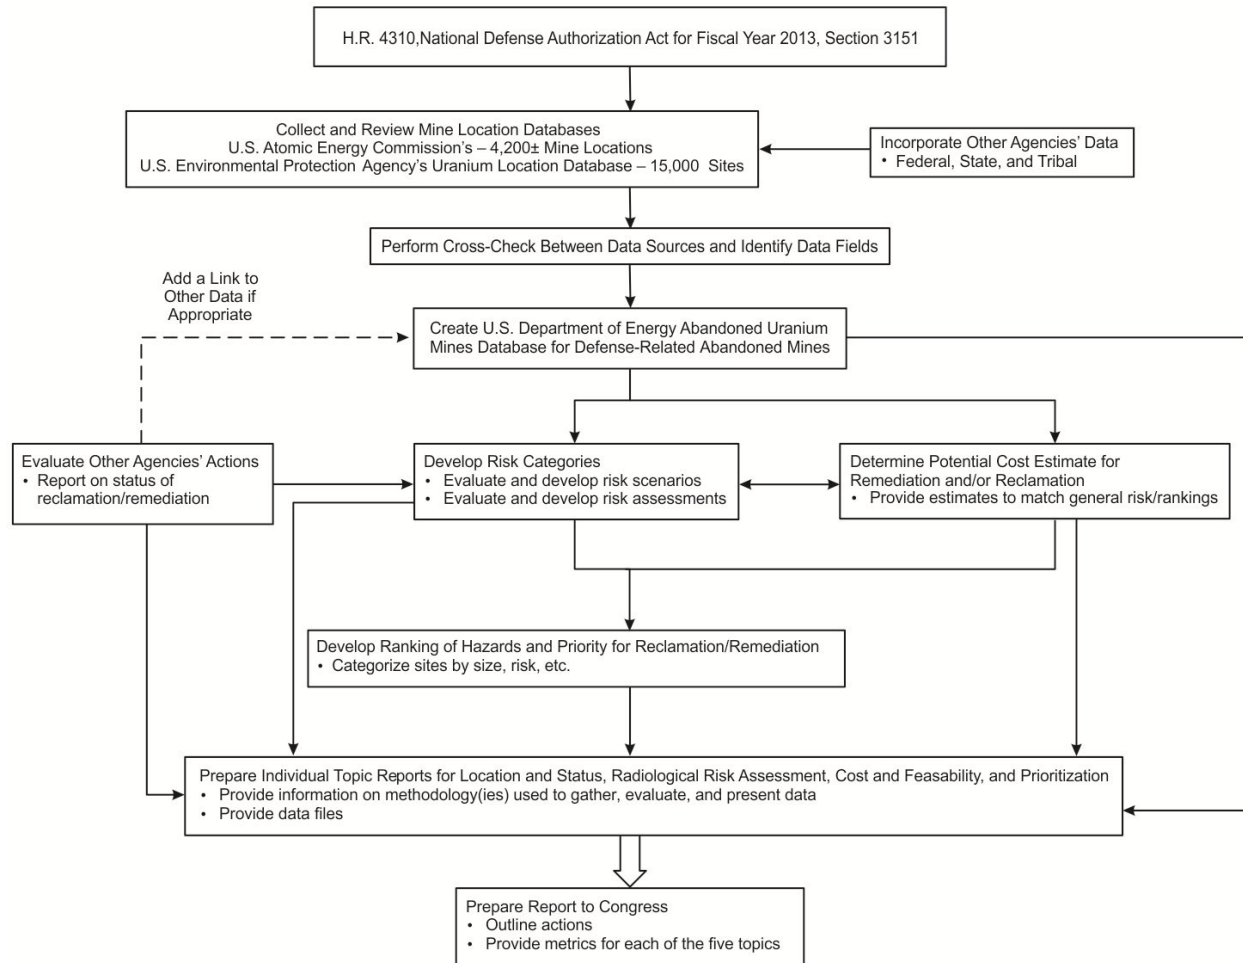 H.R. 4310,National Defense Authorization Act for Fiscal Year 2013, Section 3151
Collect and Review Mine Location Databases
U.S. Atomic Energy Commission's – 4,200± Mine Locations
U.S. Environmental Protection Agency's Uranium Location Database – 15,000 Sites
Incorporate Other Agencies' Data
• Federal, State, and Tribal
Perform Cross-Check Between Data Sources and Identify Data Fields
Add a Link to
Other Data if
Appropriate
Create U.S. Department of Energy Abandoned Uranium
Mines Database for Defense-Related Abandoned Mines
Evaluate Other Agencies' Actions
• Report on status of
reclamation/remediation
Develop Risk Categories
• Evaluate and develop risk scenarios
• Evaluate and develop risk assessments
Determine Potential Cost Estimate for
Remediation and/or Reclamation
• Provide estimates to match general risk/rankings
Develop Ranking of Hazards and Priority for Reclamation/Remediation
• Categorize sites by size, risk, etc.
Prepare Individual Topic Reports for Location and Status, Radiological Risk Assessment, Cost and Feasability, and Prioritization
• Provide information on methodology(ies) used to gather, evaluate, and present data
• Provide data files
Prepare Report to Congress
• Outline actions
• Provide metrics for each of the five topics